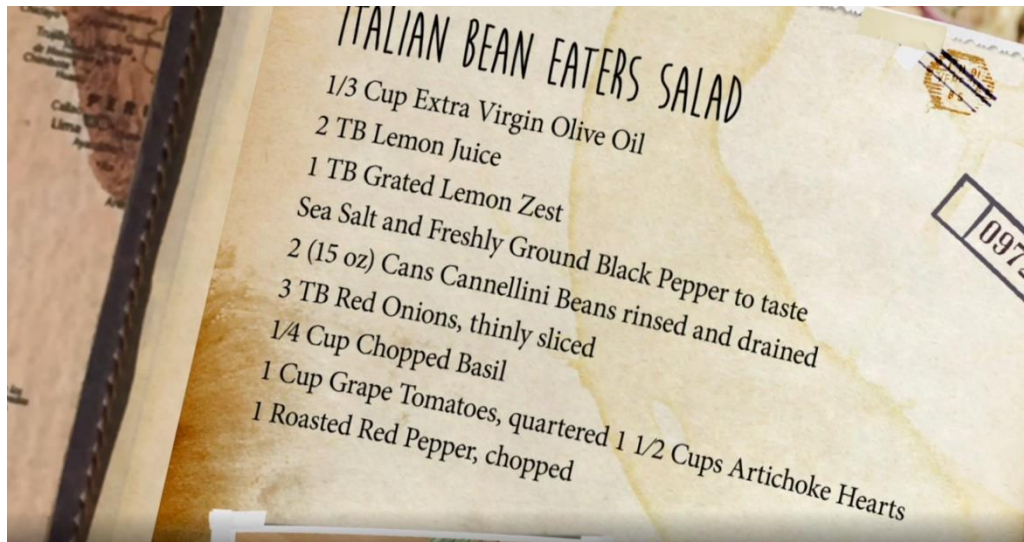 ITALIAN BEAN EATERS SALAD
1/3 Cup Extra Virgin Olive Oil
2 TB Lemon Juice
1 TB Grated Lemon Zest
Sea Salt and Freshly Ground Black Pepper to taste
2 (15 oz) Cans Cannellini Beans rinsed and drained
3 TB Red Onions, thinly sliced
1/4 Cup Chopped Basil
1 Cup Grape Tomatoes, quartered 1 1/2 Cups Artichoke Hearts
1 Roasted Red Pepper, chopped
PERU
Lima